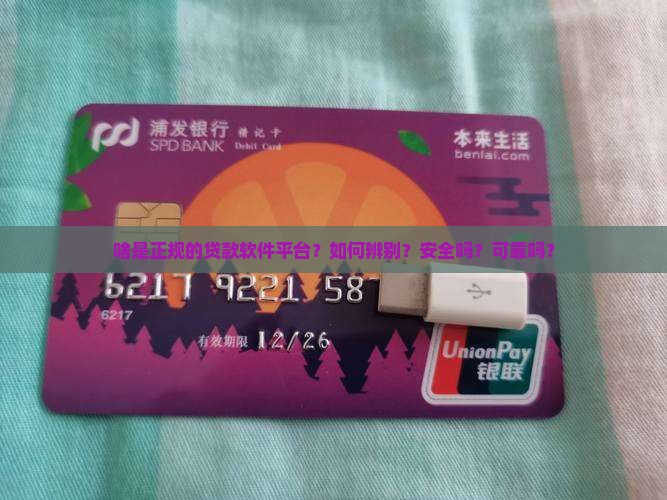 浦发银行 借记卡
SPD BANK Debit Card
本来生活
benlai.com
啥是正规的贷款软件平台？如何辨别？安全吗？可靠吗？
6217 9221 58
6217
有效期限 12/26
UnionPay
银联